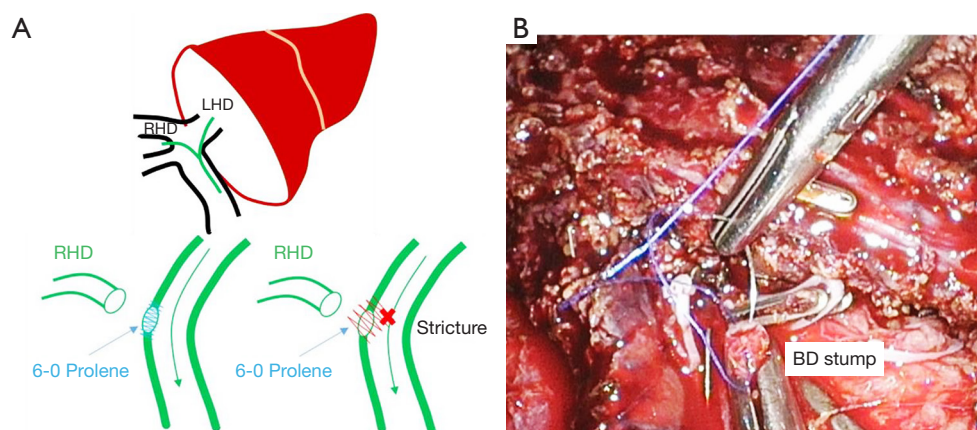 A
LHD
RHD
RHD
6-0 Prolene
RHD
Stricture
6-0 Prolene
B
BD stump